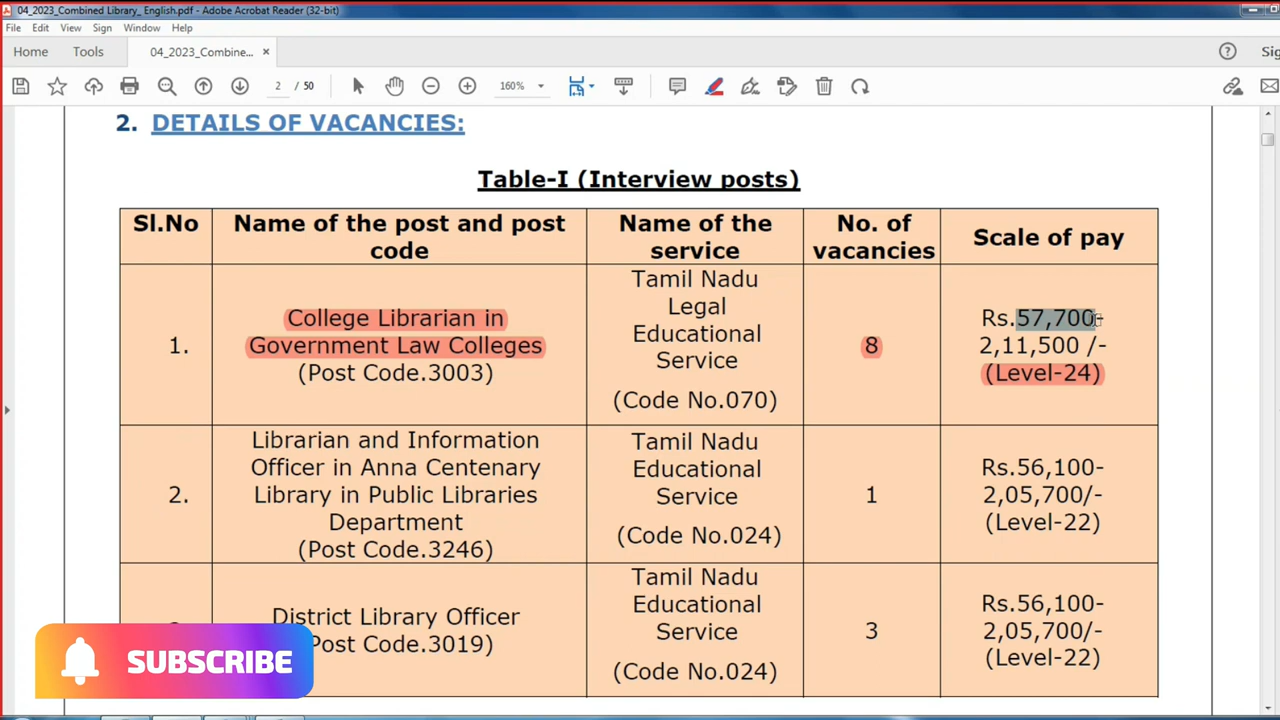 04_2023_Combined Library_ English.pdf - Adobe Acrobat Reader (32-bit)
File Edit View Sign Window Help
Home Tools 04_2023_Combine... × ? Sig
2 / 50 160%
2. DETAILS OF VACANCIES:
Table-I (Interview posts)
Sl.No
Name of the post and post
code
Name of the
service
No. of
vacancies
Scale of pay
1.
College Librarian in
Government Law Colleges
(Post Code.3003)
Tamil Nadu
Legal
Educational
Service
(Code No.070)
8
Rs.57,700-
2,11,500 /-
(Level-24)
2.
Librarian and Information
Officer in Anna Centenary
Library in Public Libraries
Department
(Post Code.3246)
Tamil Nadu
Educational
Service
(Code No.024)
1
Rs.56,100-
2,05,700/-
(Level-22)
District Library Officer
Post Code.3019)
Tamil Nadu
Educational
Service
(Code No.024)
3
Rs.56,100-
2,05,700/-
(Level-22)
SUBSCRIBE